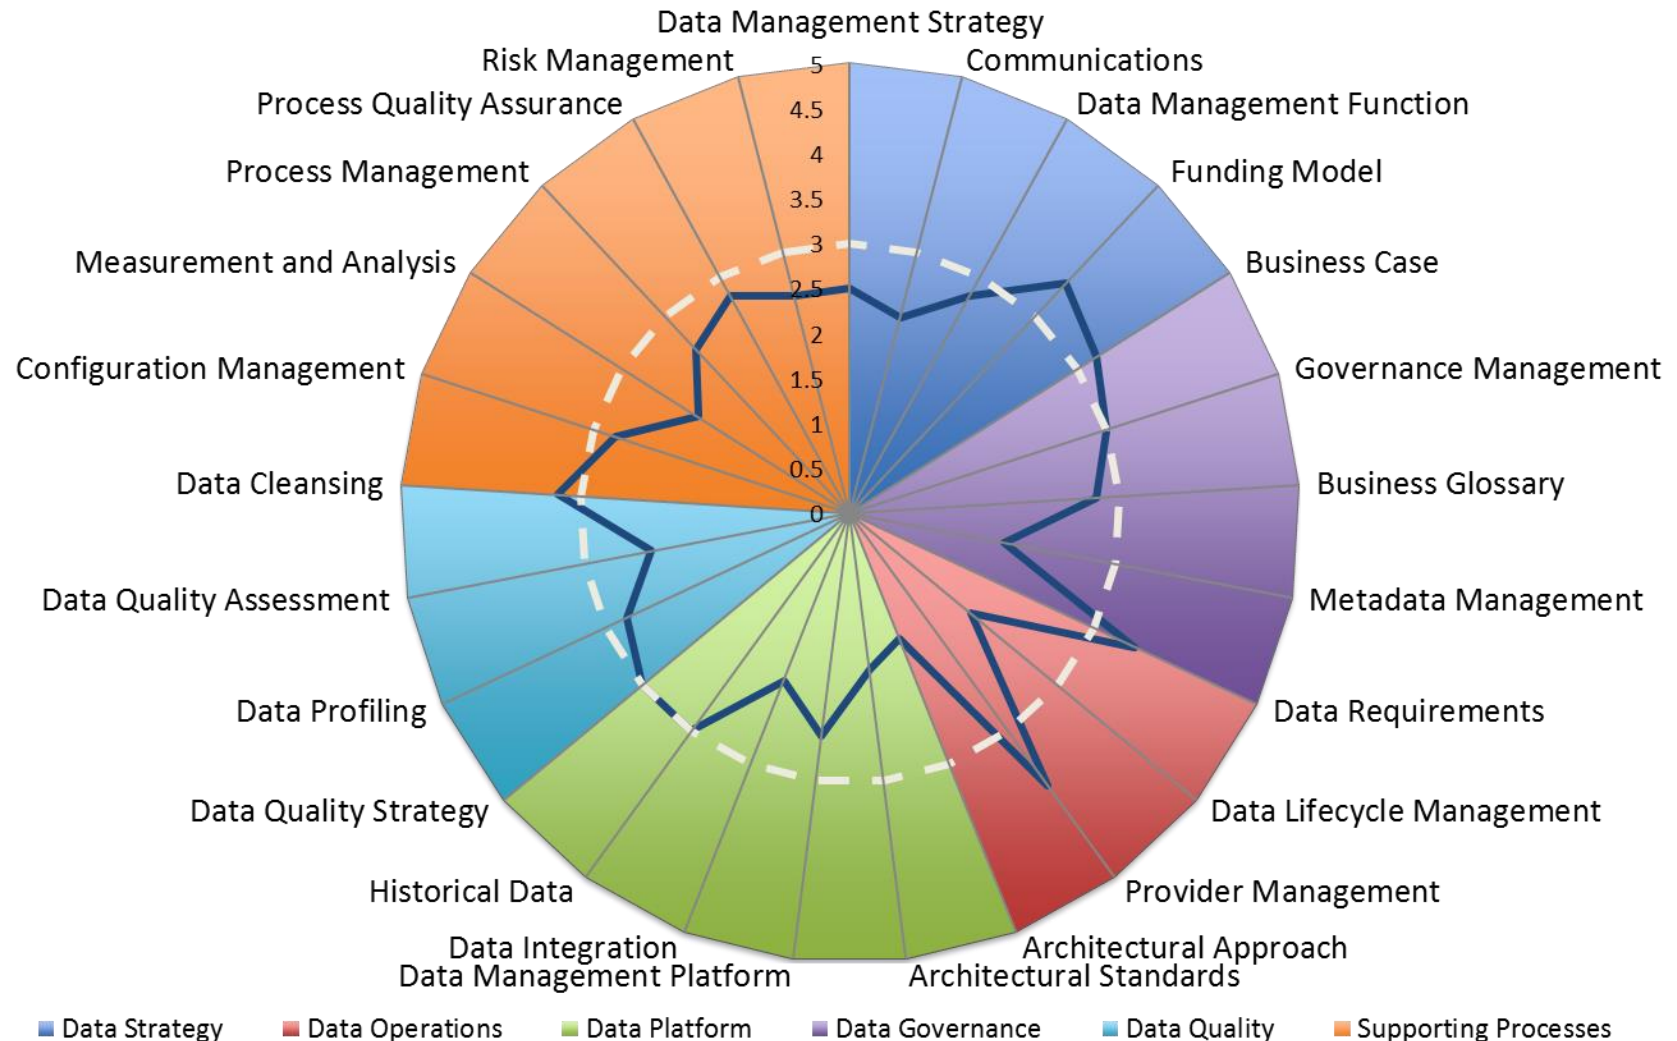 Data Management Strategy
Communications
Data Management Function
Funding Model
Business Case
Governance Management
Business Glossary
Metadata Management
Data Requirements
Data Lifecycle Management
Provider Management
Architectural Approach
Architectural Standards
Data Management Platform
Data Integration
Historical Data
Data Quality Strategy
Data Profiling
Data Quality Assessment
Data Cleansing
Configuration Management
Measurement and Analysis
Process Management
Process Quality Assurance
Risk Management
5
4.5
4
3.5
3
2.5
2
1.5
1
0.5
0
Data Strategy
Data Operations
Data Platform
Data Governance
Data Quality
Supporting Processes